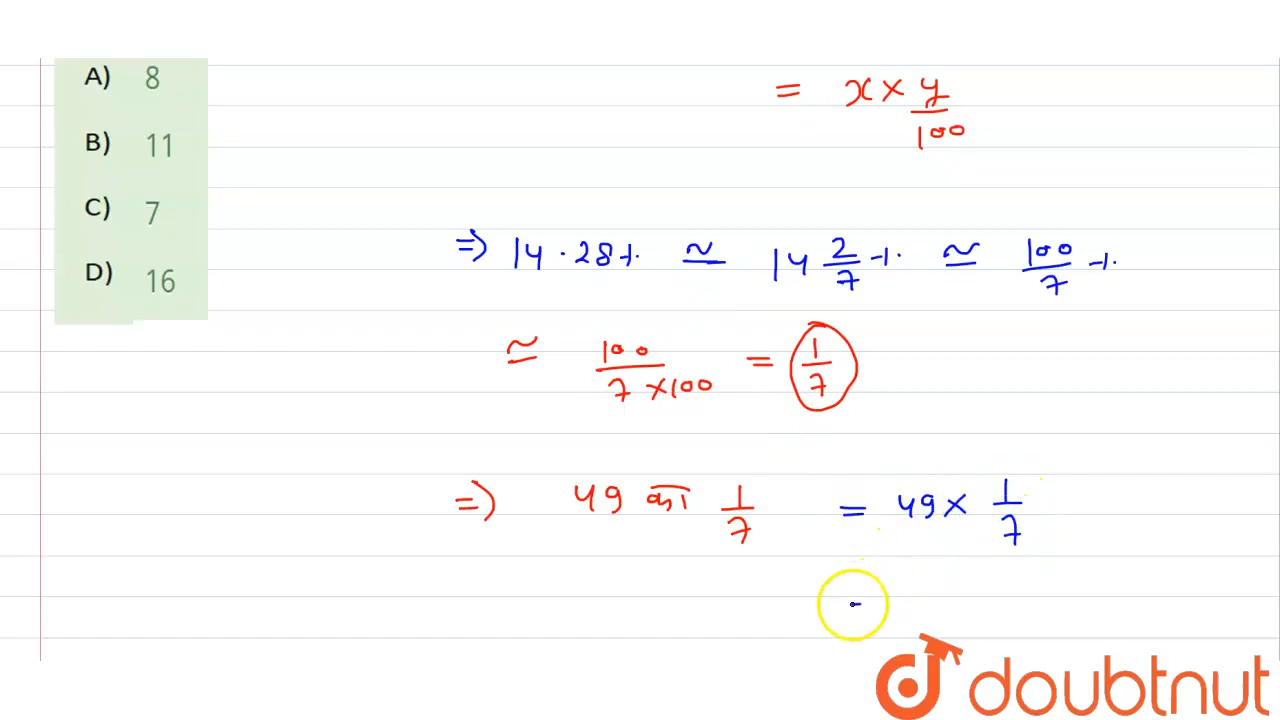 A) 8
B) 11
C) 7
D) 16
= x × y/100
⇒ 14.28% ≅ 14 2/7 % ≅ 100/7 %
≅ 100/(7×100) = 1/7
⇒ 49 का 1/7 = 49 × 1/7
doubtnut